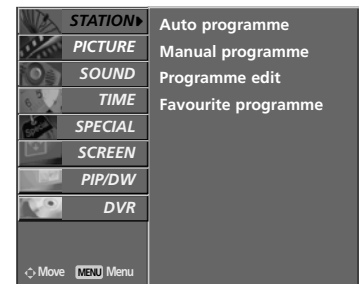 STATION
PICTURE
SOUND
TIME
SPECIAL
SCREEN
PIP/DW
DVR
Move MENU Menu
Auto programme
Manual programme
Programme edit
Favourite programme